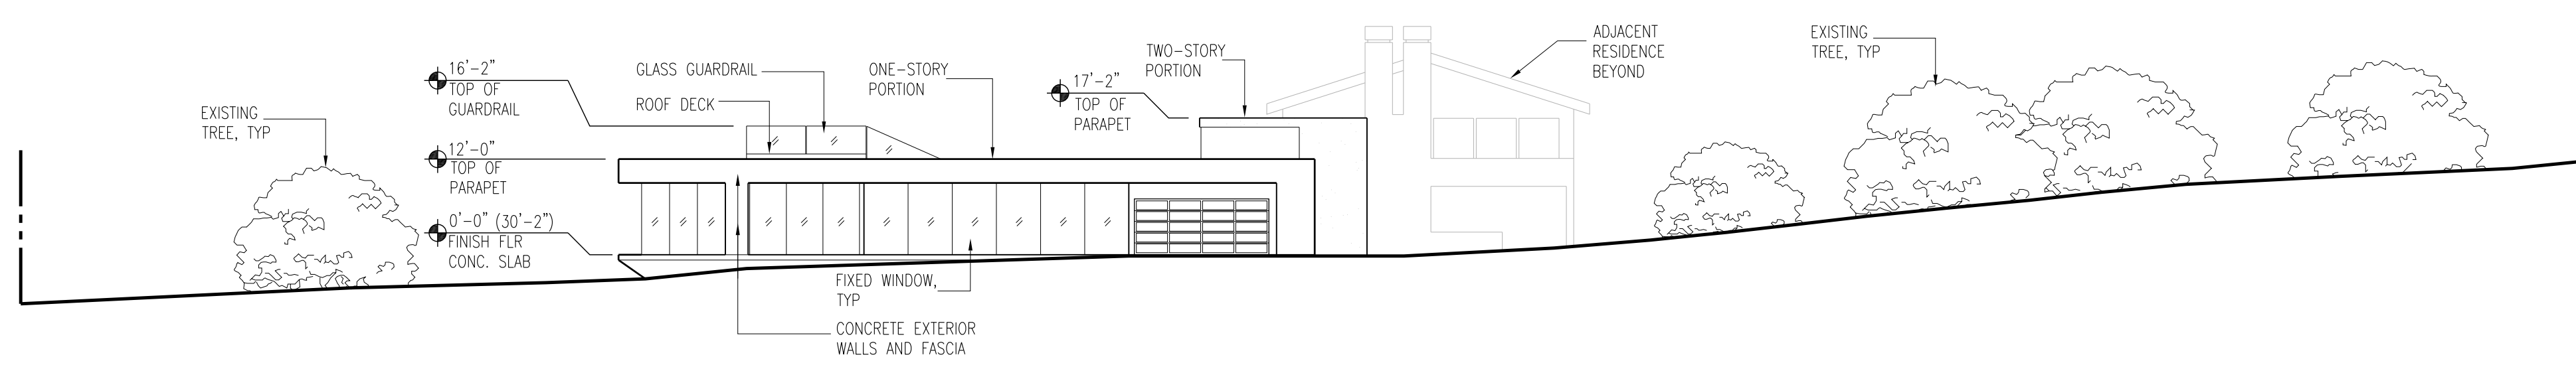 EXISTING
TREE, TYP
16'-2"
TOP OF
GUARDRAIL
12'-0"
TOP OF
PARAPET
0'-0" (30'-2")
FINISH FLR
CONC. SLAB
GLASS GUARDRAIL
ROOF DECK
ONE-STORY
PORTION
FIXED WINDOW,
TYP
CONCRETE EXTERIOR
WALLS AND FASCIA
17'-2"
TOP OF
PARAPET
TWO-STORY
PORTION
ADJACENT
RESIDENCE
BEYOND
EXISTING
TREE, TYP